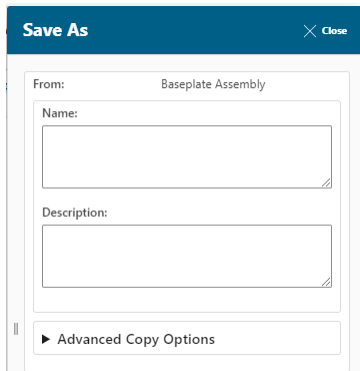 Save As
Close
From: Baseplate Assembly
Name:
Description:
Advanced Copy Options